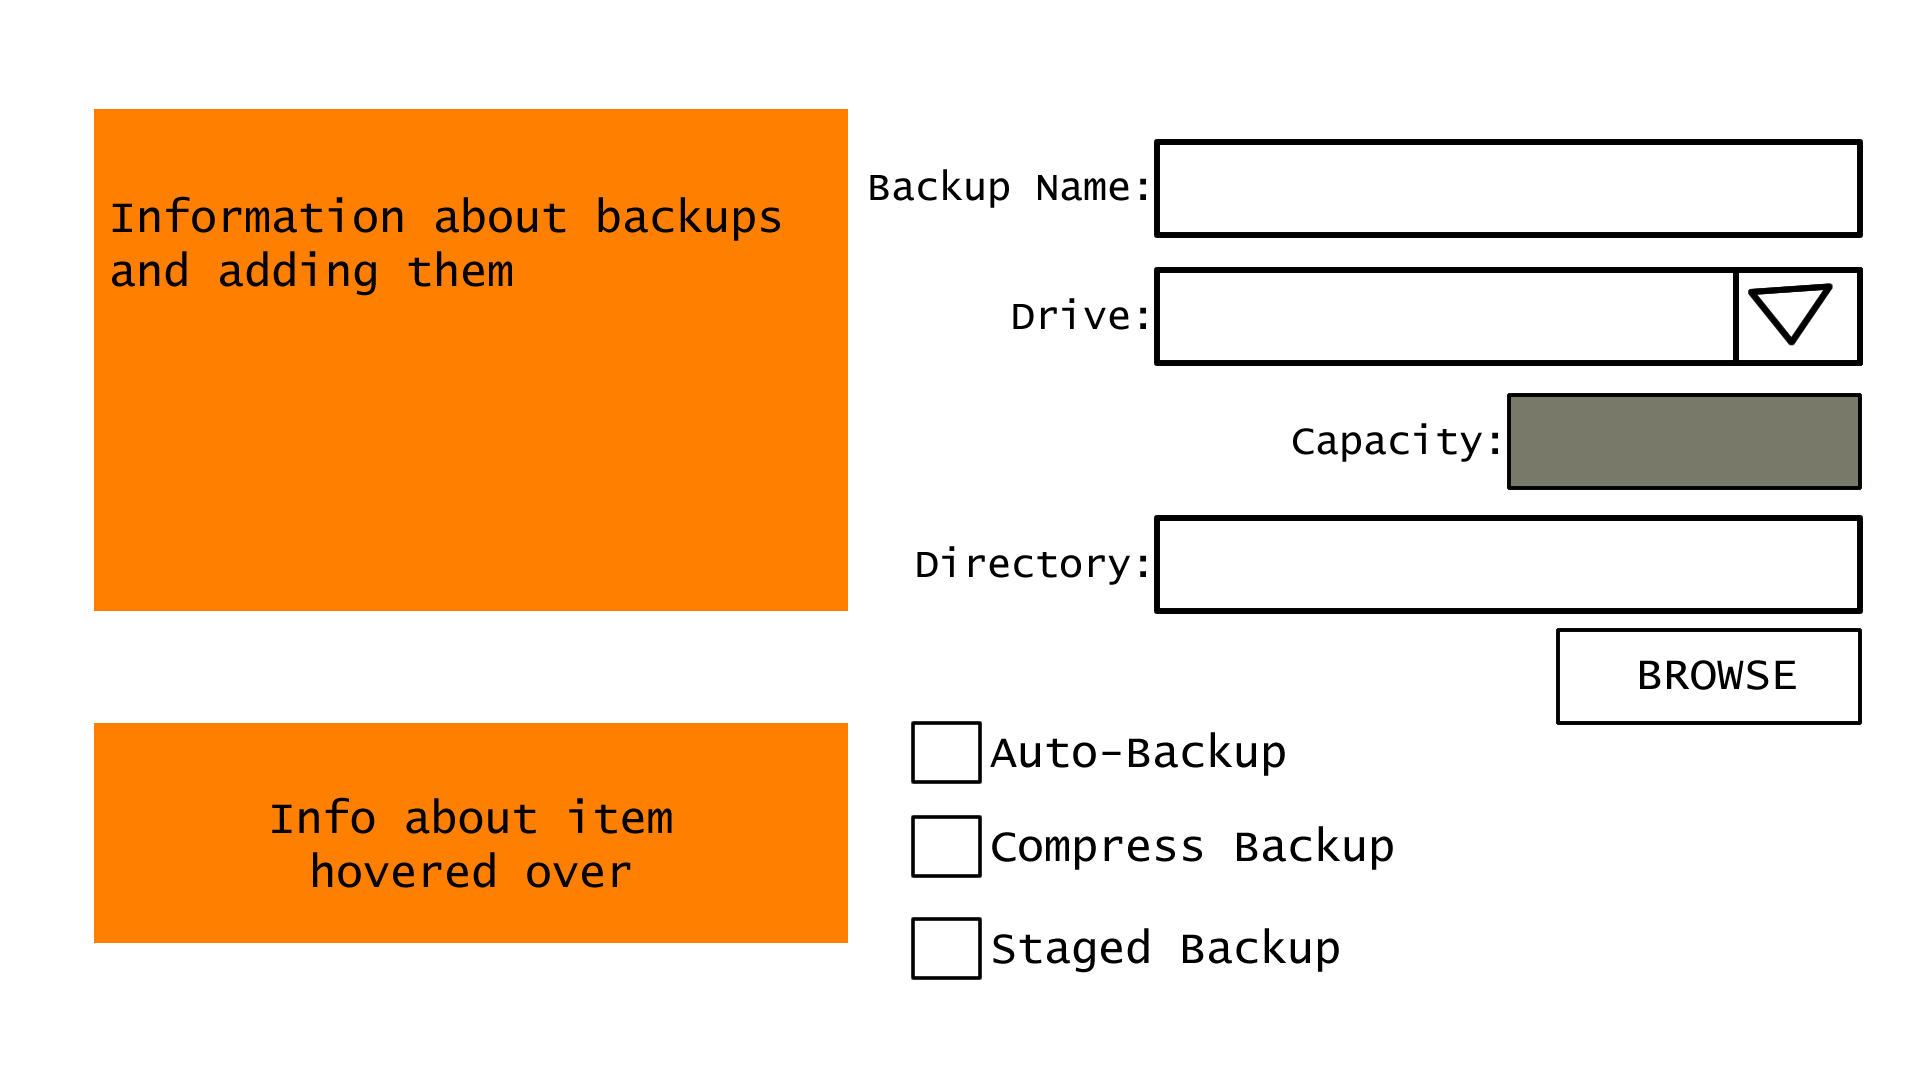 Information about backups
and adding them
Info about item
hovered over
Backup Name:
Drive:
Capacity:
Directory:
BROWSE
Auto-Backup
Compress Backup
Staged Backup